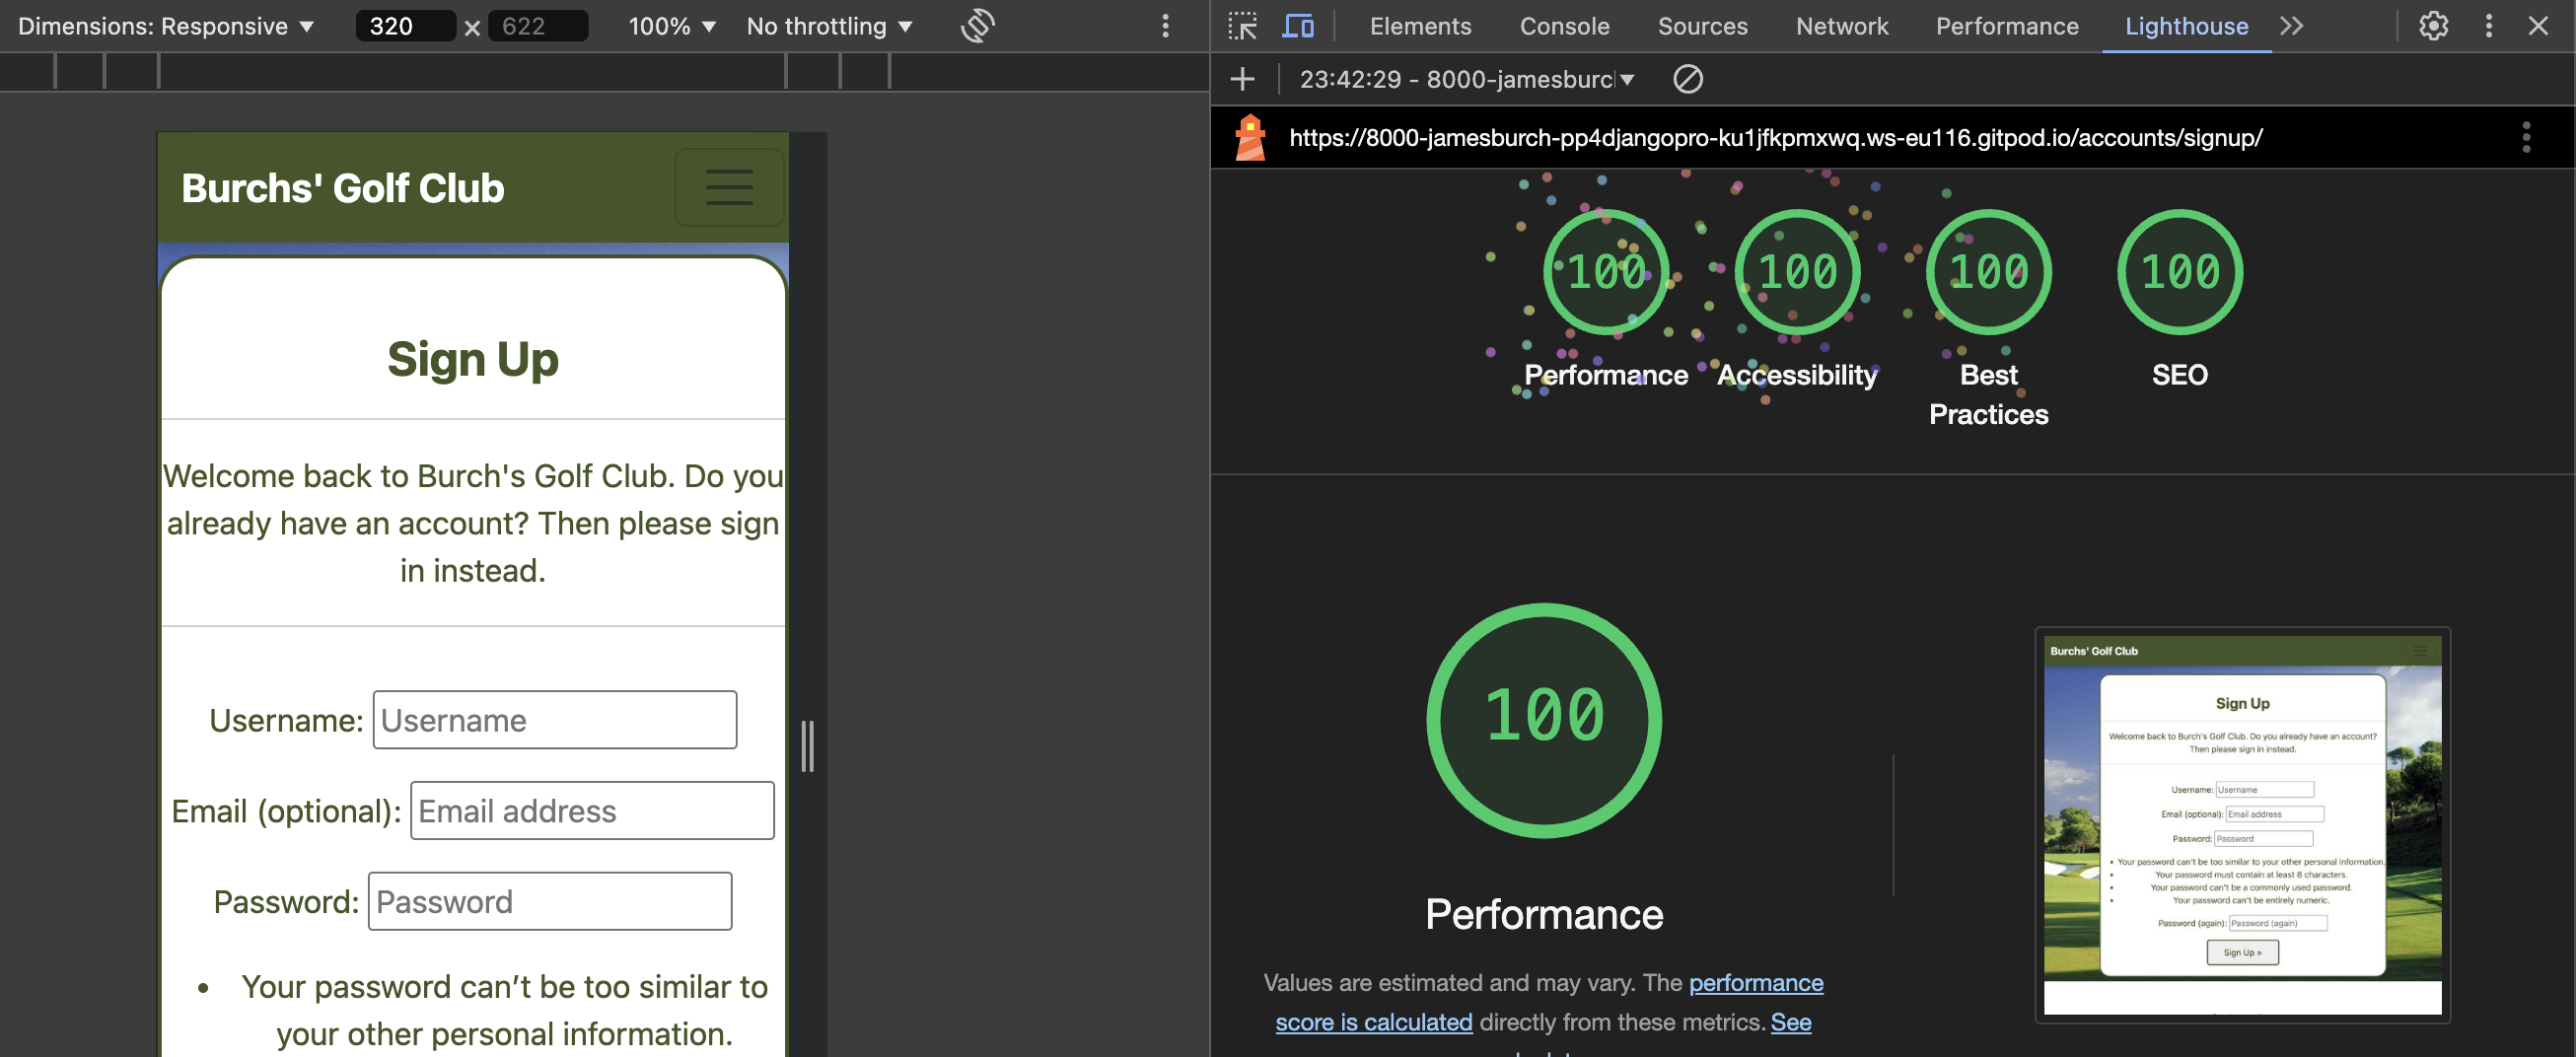 Dimensions: Responsive ▼ 320 × 622 100% ▼ No throttling ▼
Burchs' Golf Club
Sign Up
Welcome back to Burch's Golf Club. Do you
already have an account? Then please sign
in instead.
Username: Username
Email (optional): Email address
Password: Password
• Your password can’t be too similar to
your other personal information.
Elements Console Sources Network Performance Lighthouse
23:42:29 - 8000-jamesburc
https://8000-jamesburch-pp4djangopro-ku1jfkpmxwq.ws-eu116.gitpod.io/accounts/signup/
100 100 100 100
Performance Accessibility Best Practices SEO
100
Performance
Values are estimated and may vary. The performance
score is calculated directly from these metrics. See
Burchs' Golf Club
Sign Up
Welcome back to Burch's Golf Club. Do you already have an account?
Then please sign in instead.
Username: Username
Email (optional): Email address
Password: Password
• Your password can't be too similar to your other personal information.
• Your password must contain at least 8 characters.
• Your password can't be a commonly used password.
• Your password can't be entirely numeric.
Password (again): Password (again)
Sign Up »